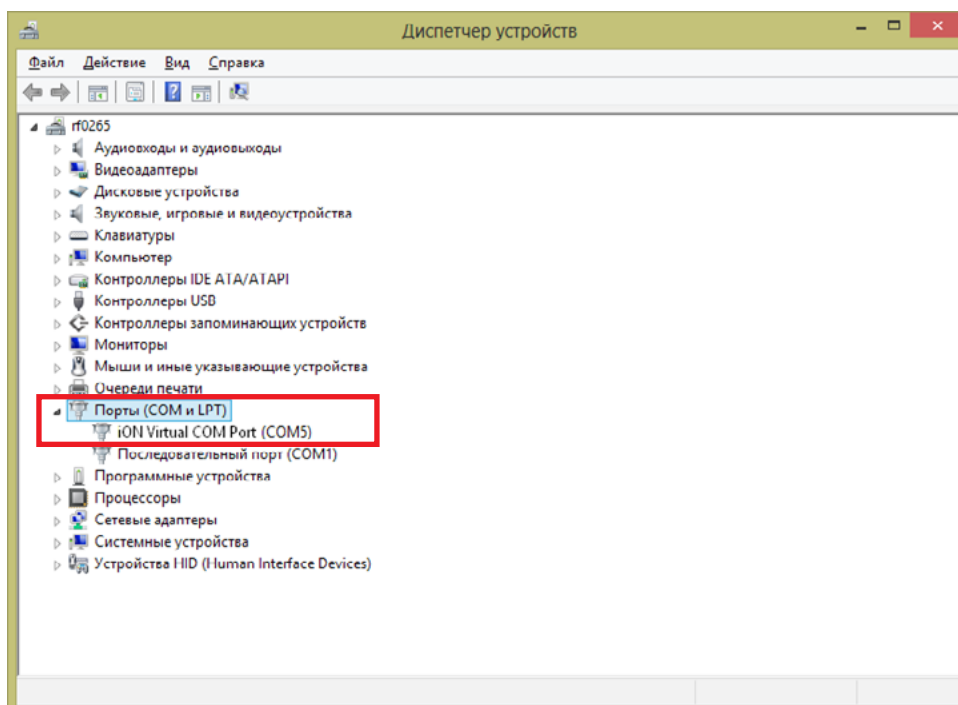 Диспетчер устройств
Файл Действие Вид Справка
rf0265
Аудиовходы и аудиовыходы
Видеоадаптеры
Дисковые устройства
Звуковые, игровые и видеоустройства
Клавиатуры
Компьютер
Контроллеры IDE ATA/ATAPI
Контроллеры USB
Контроллеры запоминающих устройств
Мониторы
Мыши и иные указывающие устройства
Очереди печати
Порты (COM и LPT)
iON Virtual COM Port (COM5)
Последовательный порт (COM1)
Программные устройства
Процессоры
Сетевые адаптеры
Системные устройства
Устройства HID (Human Interface Devices)